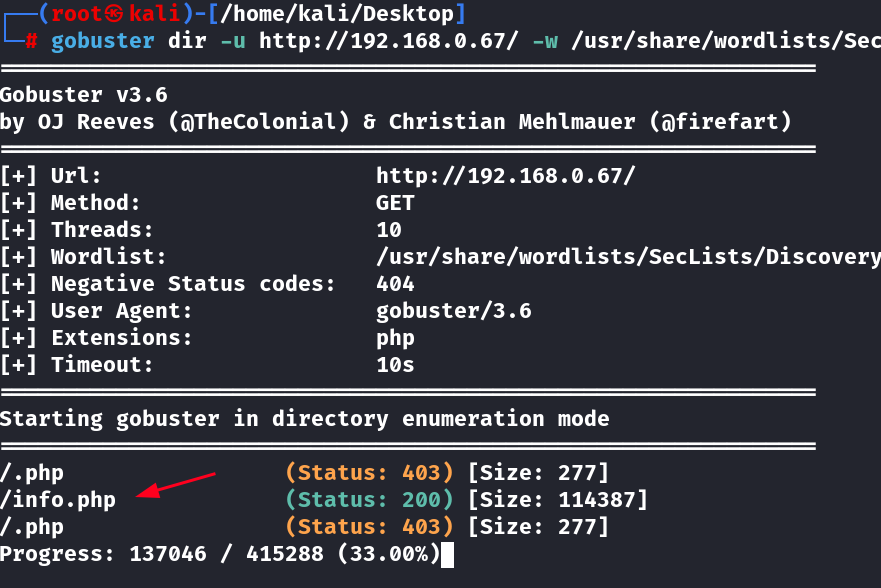 ┌──(root㉿kali)-[/home/kali/Desktop]
└─# gobuster dir -u http://192.168.0.67/ -w /usr/share/wordlists/Sec
===============================================================
Gobuster v3.6
by OJ Reeves (@TheColonial) & Christian Mehlmauer (@firefart)
===============================================================
[+] Url:                     http://192.168.0.67/
[+] Method:                  GET
[+] Threads:                 10
[+] Wordlist:                /usr/share/wordlists/SecLists/Discovery
[+] Negative Status codes:   404
[+] User Agent:              gobuster/3.6
[+] Extensions:              php
[+] Timeout:                 10s
===============================================================
Starting gobuster in directory enumeration mode
===============================================================
/.php                 (Status: 403) [Size: 277]
/info.php             (Status: 200) [Size: 114387]
/.php                 (Status: 403) [Size: 277]
Progress: 137046 / 415288 (33.00%)